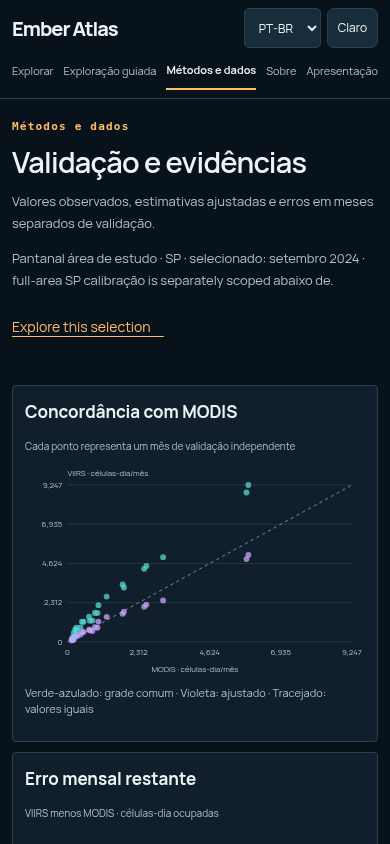 Ember Atlas
PT-BR
Claro
Explorar Exploração guiada Métodos e dados Sobre Apresentação
Métodos e dados
Validação e evidências
Valores observados, estimativas ajustadas e erros em meses
separados de validação.
Pantanal área de estudo · SP · selecionado: setembro 2024 ·
full-area SP calibração is separately scoped abaixo de.
Explore this selection
Concordância com MODIS
Cada ponto representa um mês de validação independente
VIIRS · células-dia/mês
9,247
6,935
4,624
2,312
0
0 2,312 4,624 6,935 9,247
MODIS · células-dia/mês
Verde-azulado: grade comum · Violeta: ajustado · Tracejado:
valores iguais
Erro mensal restante
VIIRS menos MODIS · células-dia ocupadas